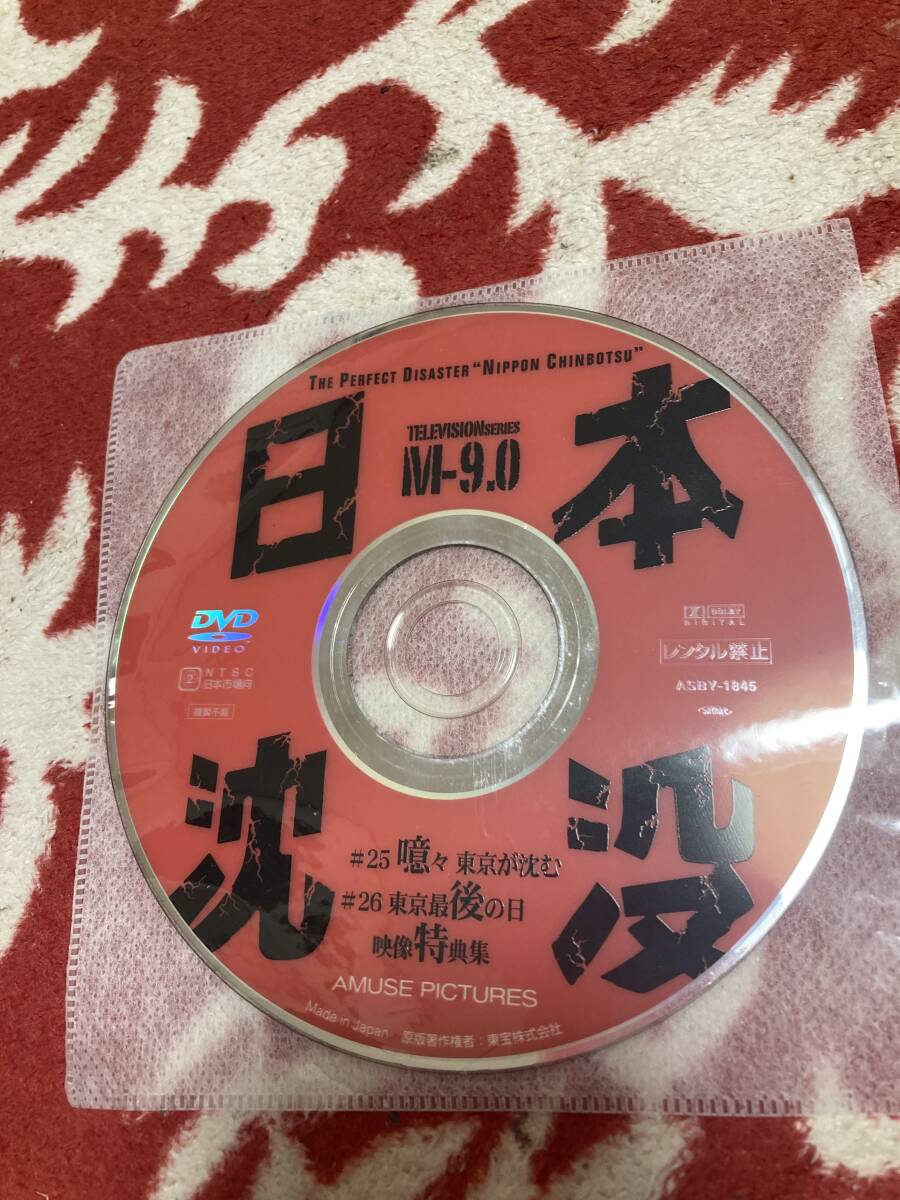 THE PERFECT DISASTER "NIPPON CHINBOTSU"
日本
TELEVISION SERIES
M-9.0
DVD
VIDEO
2 NTSC
日本市場向
複製不能
DOLBY
DIGITAL
レンタル禁止
ASBY-1845
沈没
#25 噫々 東京が沈む
#26 東京最後の日
映像特典集
AMUSE PICTURES
Made in Japan 原版著作権者：東宝株式会社